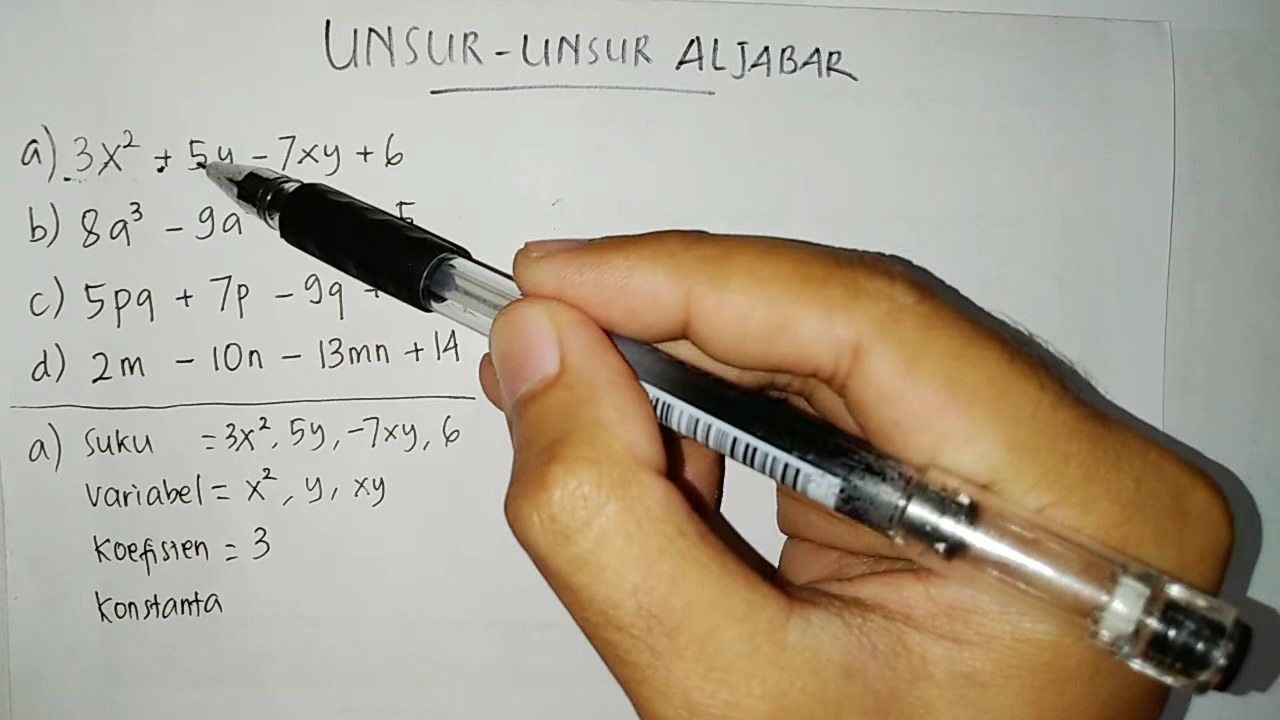 UNSUR-UNSUR ALJABAR
a) 3x² + 5y - 7xy + 6
b) 8a³ - 9a 5
c) 5pq + 7p - 9q +
d) 2m - 10n - 13mn + 14
a) suku = 3x², 5y, -7xy, 6
variabel = x², y, xy
koefisien = 3
konstanta